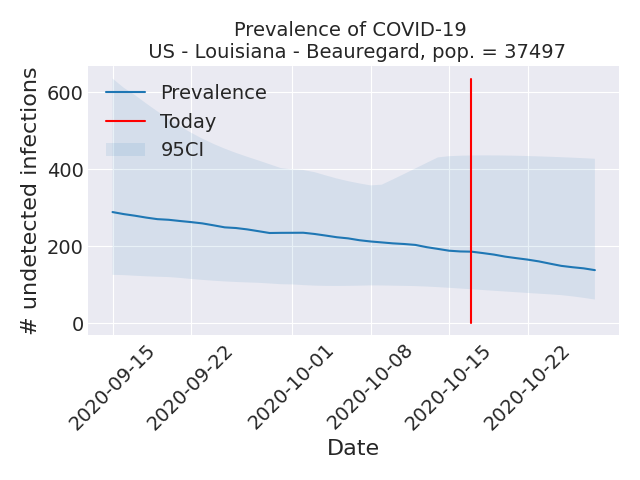 Prevalence of COVID-19
US - Louisiana - Beauregard, pop. = 37497
# undetected infections
600
400
200
0
Prevalence
Today
95CI
2020-09-15
2020-09-22
2020-10-01
2020-10-08
2020-10-15
2020-10-22
Date